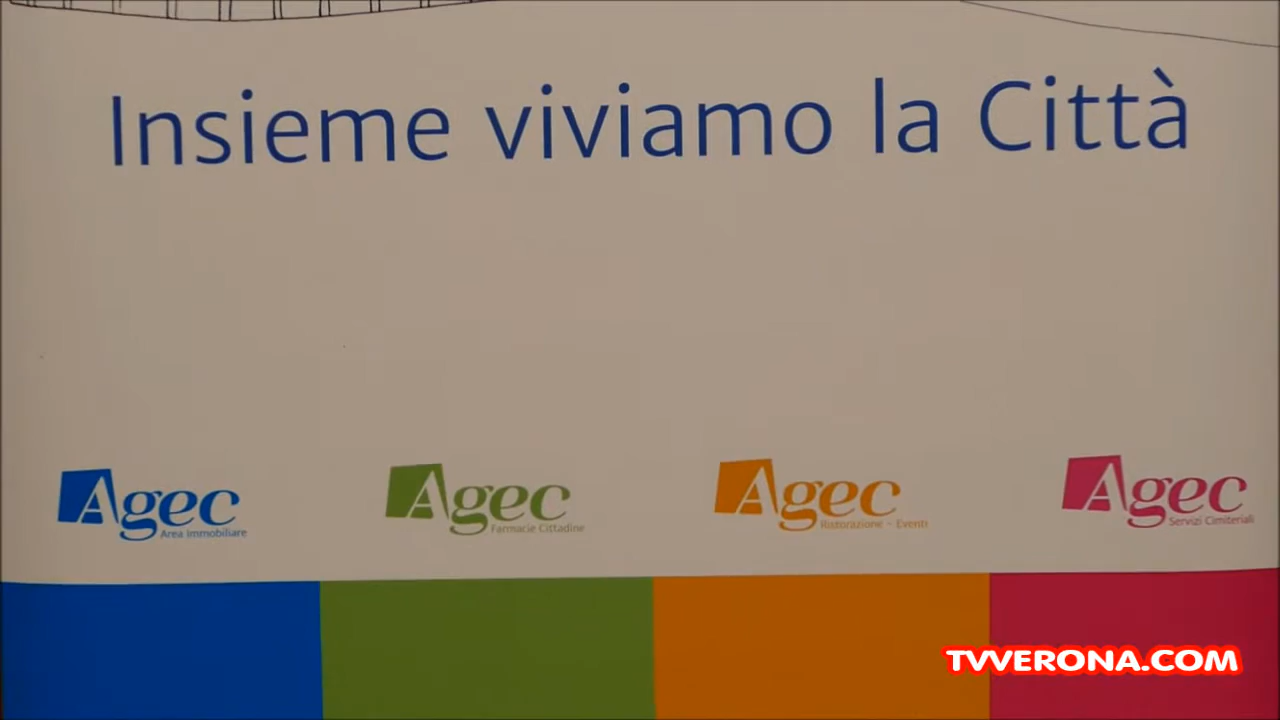 Insieme viviamo la Città
Agec
Area Immobiliare
Agec
Farmacie Cittadine
Agec
Ristorazione - Eventi
Agec
Servizi Cimiteriali
TVVERONA.COM